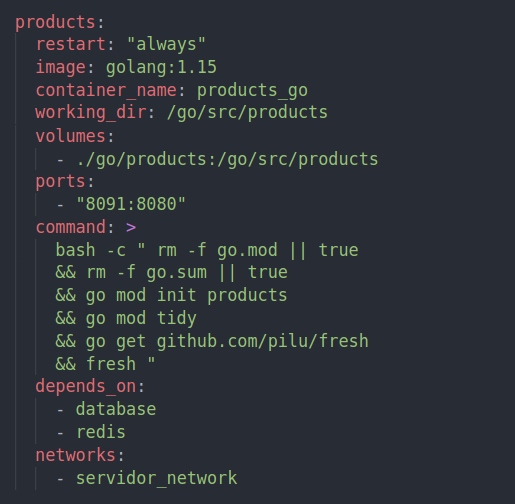 products:
  restart: "always"
  image: golang:1.15
  container_name: products_go
  working_dir: /go/src/products
  volumes:
    - ./go/products:/go/src/products
  ports:
    - "8091:8080"
  command: >
    bash -c " rm -f go.mod || true
    && rm -f go.sum || true
    && go mod init products
    && go mod tidy
    && go get github.com/pilu/fresh
    && fresh "
  depends_on:
    - database
    - redis
  networks:
    - servidor_network